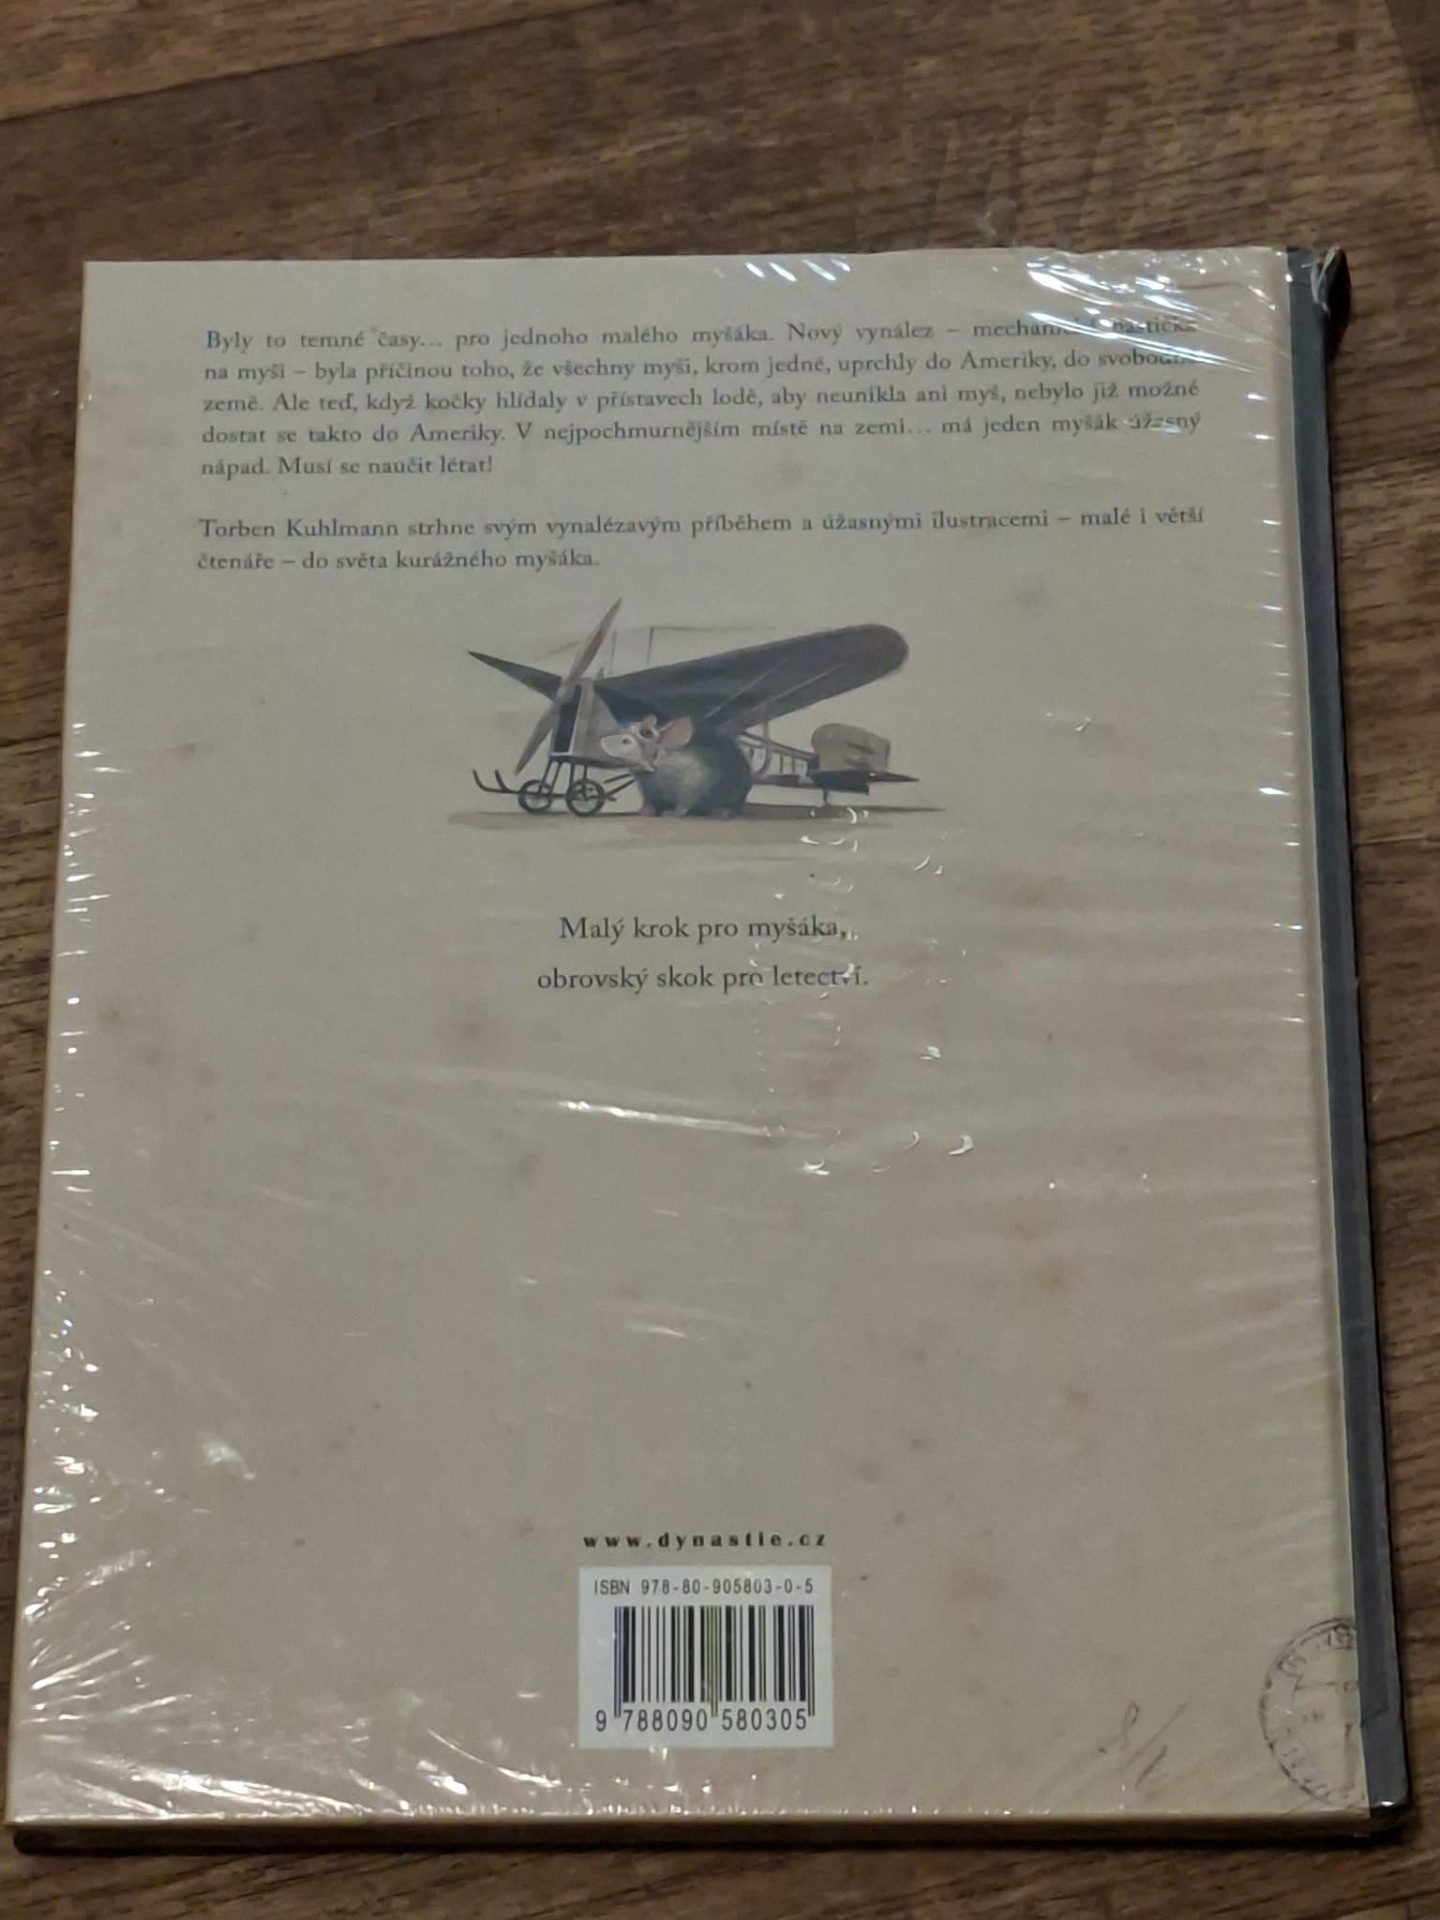 Byly to temné časy... pro jednoho malého myšáka. Nový vynález –
na myši – byla příčinou toho, že všechny myši, krom jedné, uprchly do Ameriky, do
země. Ale teď, když kočky hlídaly v přístavech lodě, aby neunikla ani myš, nebylo již možné
dostat se takto do Ameriky. V nejpochmurnějším místě na zemi... má jeden myšák úžasný
nápad. Musí se naučit létat!
Torben Kuhlmann strhne svým vynalézavým příběhem a úžasnými ilustracemi – malé i větší
čtenáře – do světa kurážného myšáka.
Malý krok pro myšáka,
obrovský skok pro letectví.
www.dynastie.cz
ISBN 978-80-905803-0-5
9 788090 580305